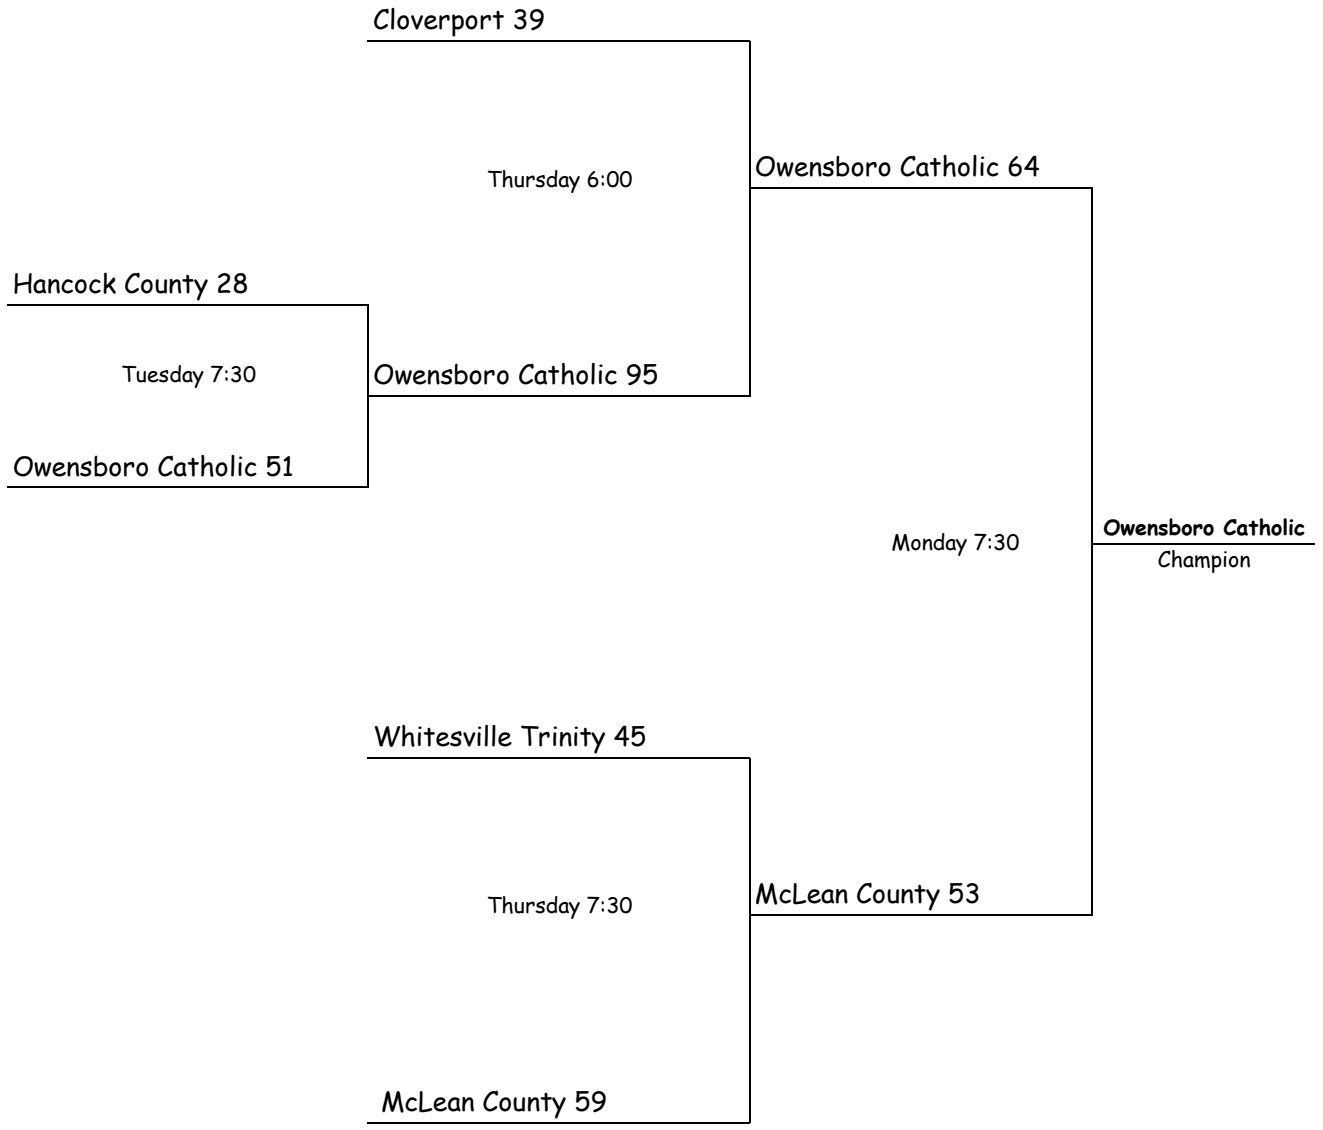 Cloverport 39
Thursday 6:00
Owensboro Catholic 64
Hancock County 28
Tuesday 7:30
Owensboro Catholic 95
Owensboro Catholic 51
Monday 7:30
Owensboro Catholic
Champion
Whitesville Trinity 45
Thursday 7:30
McLean County 53
McLean County 59